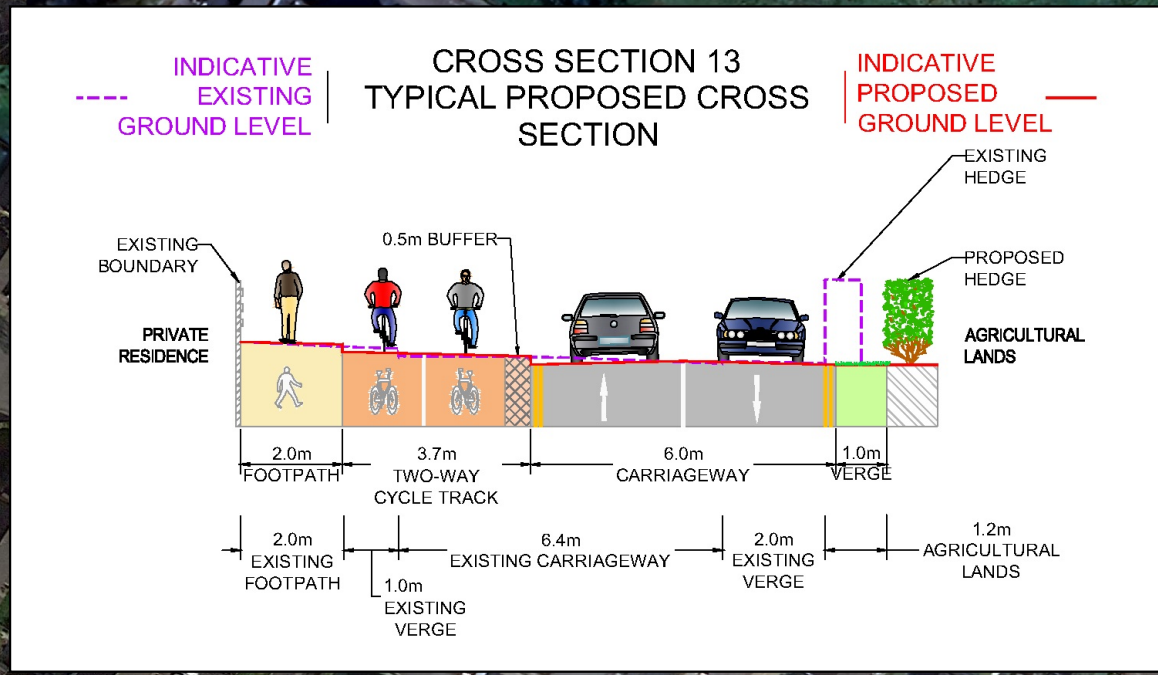 INDICATIVE
EXISTING
GROUND LEVEL
CROSS SECTION 13
TYPICAL PROPOSED CROSS
SECTION
INDICATIVE
PROPOSED
GROUND LEVEL
EXISTING
HEDGE
EXISTING
BOUNDARY
0.5m BUFFER
PROPOSED
HEDGE
PRIVATE
RESIDENCE
AGRICULTURAL
LANDS
2.0m
FOOTPATH
3.7m
TWO-WAY
CYCLE TRACK
6.0m
CARRIAGEWAY
1.0m
VERGE
2.0m
EXISTING
FOOTPATH
1.0m
EXISTING
VERGE
6.4m
EXISTING CARRIAGEWAY
2.0m
EXISTING
VERGE
1.2m
AGRICULTURAL
LANDS